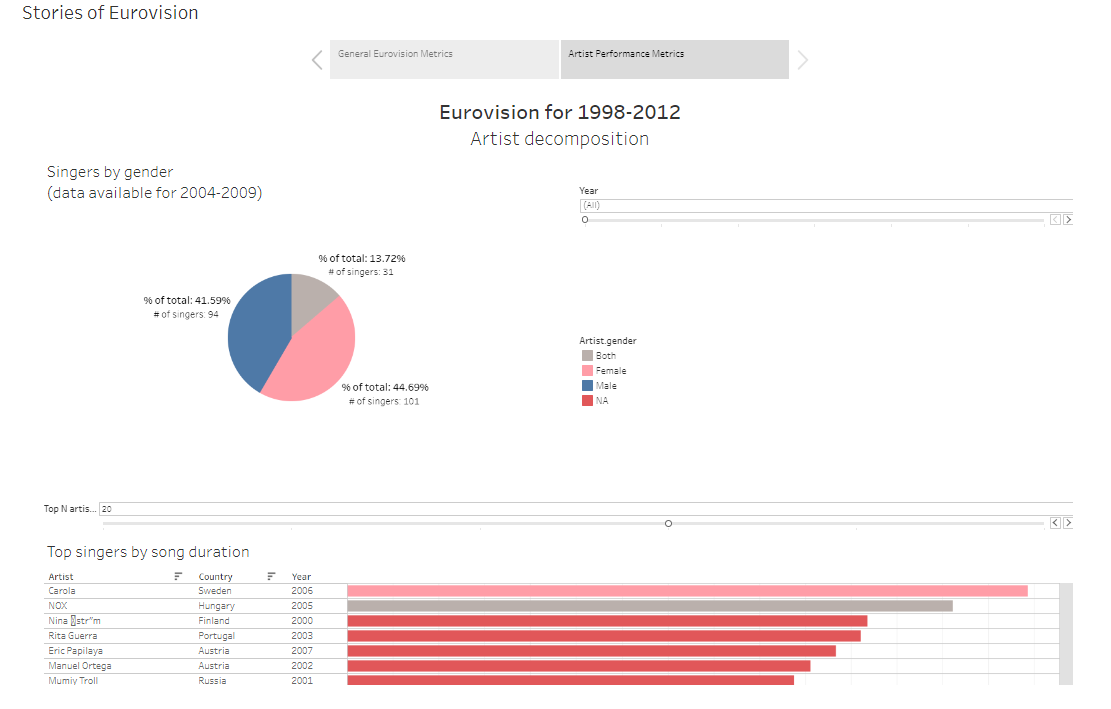 Stories of Eurovision
General Eurovision Metrics
Artist Performance Metrics
Eurovision for 1998-2012
Artist decomposition
Singers by gender
(data available for 2004-2009)
Year
(All)
% of total: 13.72%
# of singers: 31
% of total: 41.59%
# of singers: 94
% of total: 44.69%
# of singers: 101
Artist.gender
Both
Female
Male
NA
Top N artis... 20
Top singers by song duration
Artist Country Year
Carola Sweden 2006
NOX Hungary 2005
Nina str"m Finland 2000
Rita Guerra Portugal 2003
Eric Papilaya Austria 2007
Manuel Ortega Austria 2002
Mumiy Troll Russia 2001